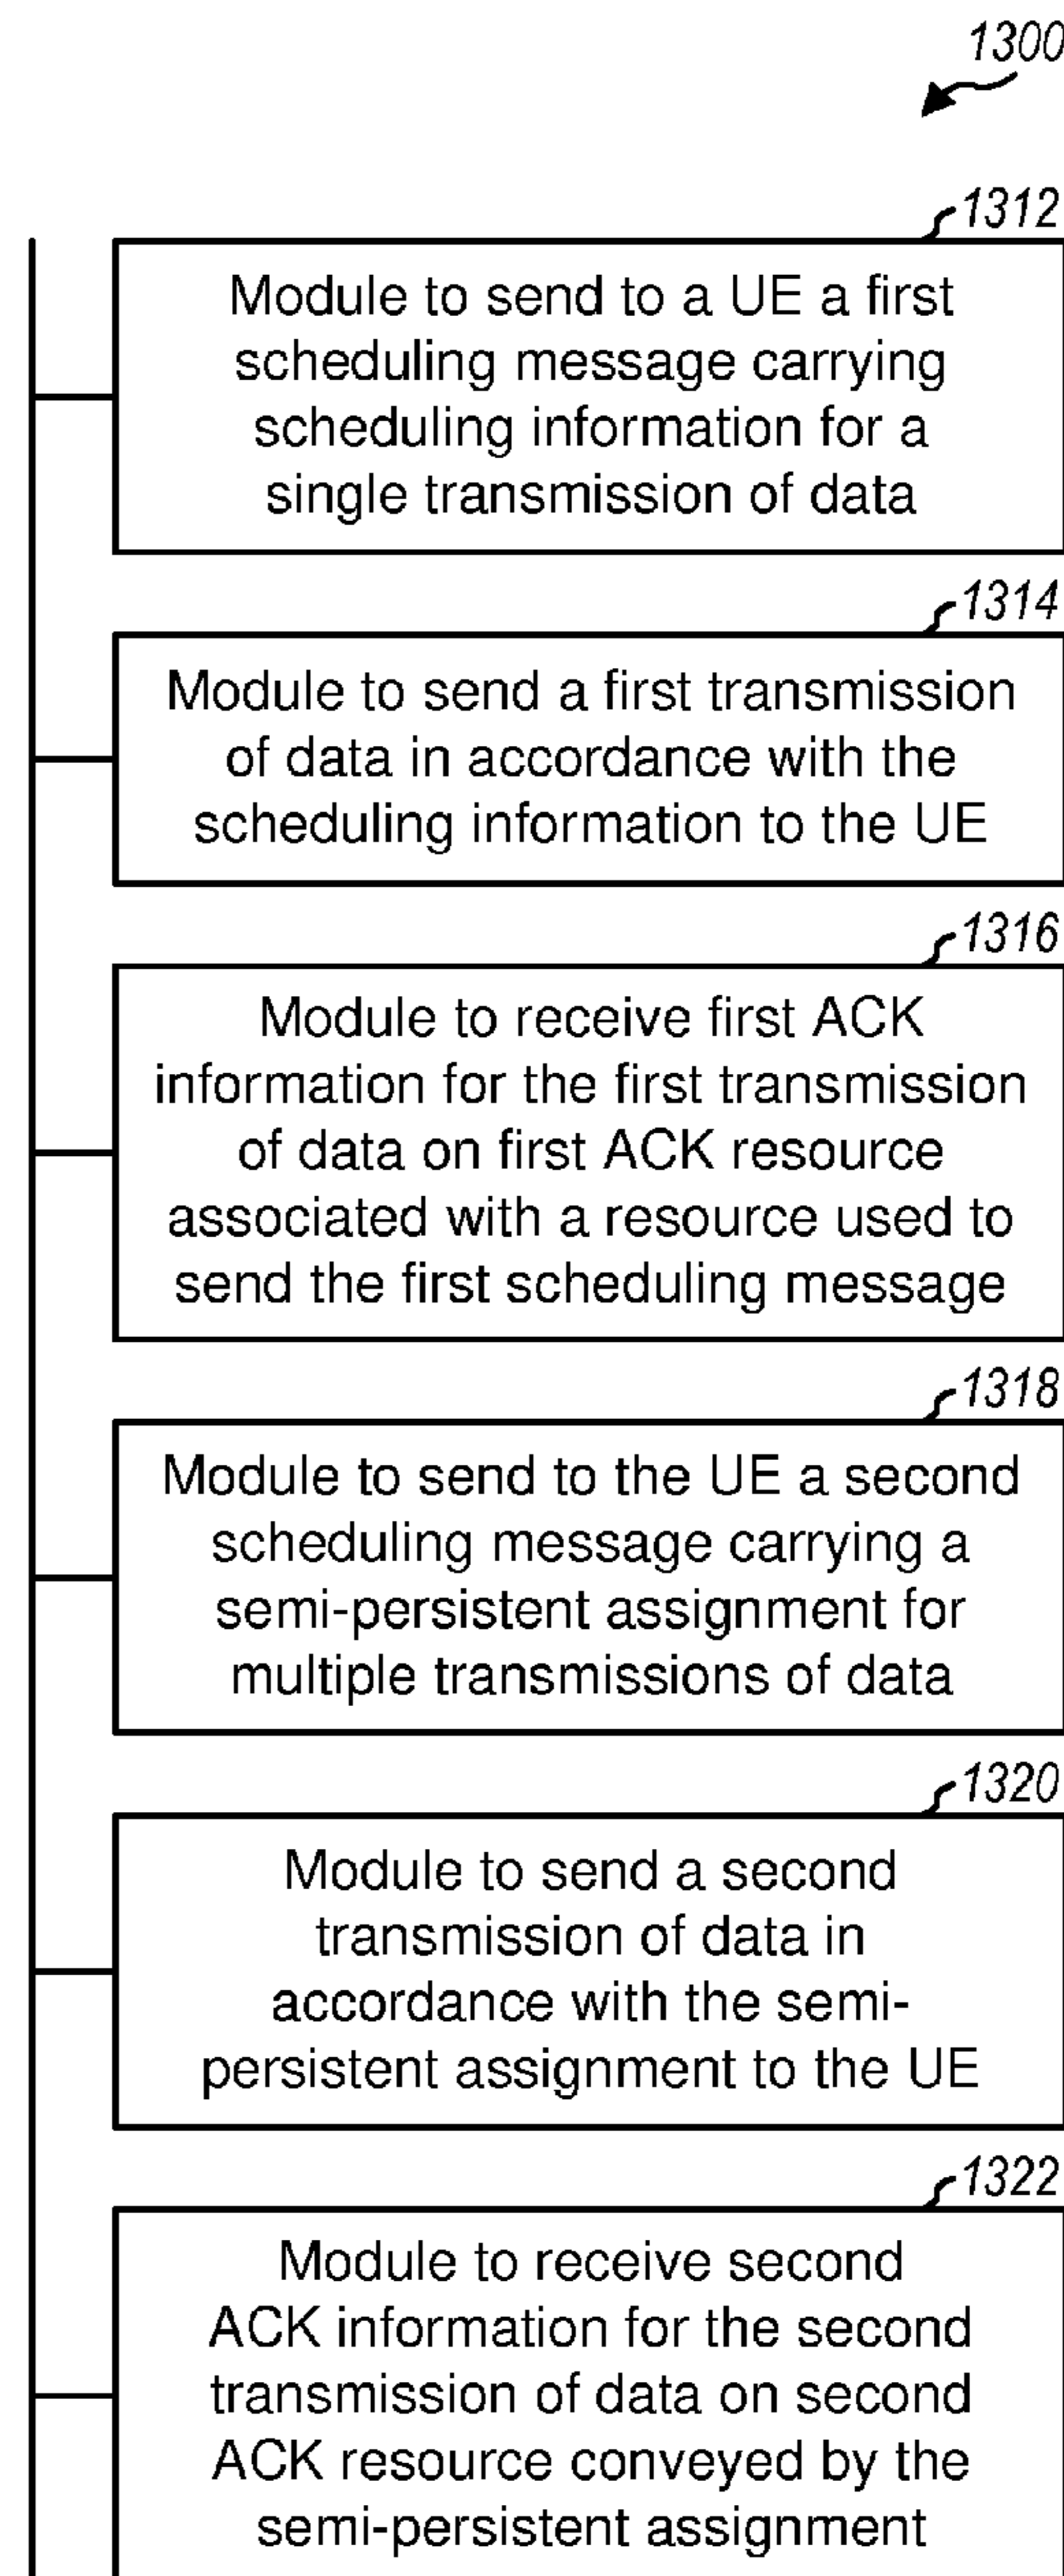 1300
1312
Module to send to a UE a first
scheduling message carrying
scheduling information for a
single transmission of data
1314
Module to send a first transmission
of data in accordance with the
scheduling information to the UE
1316
Module to receive first ACK
information for the first transmission
of data on first ACK resource
associated with a resource used to
send the first scheduling message
1318
Module to send to the UE a second
scheduling message carrying a
semi-persistent assignment for
multiple transmissions of data
1320
Module to send a second
transmission of data in
accordance with the semi-
persistent assignment to the UE
1322
Module to receive second
ACK information for the second
transmission of data on second
ACK resource conveyed by the
semi-persistent assignment